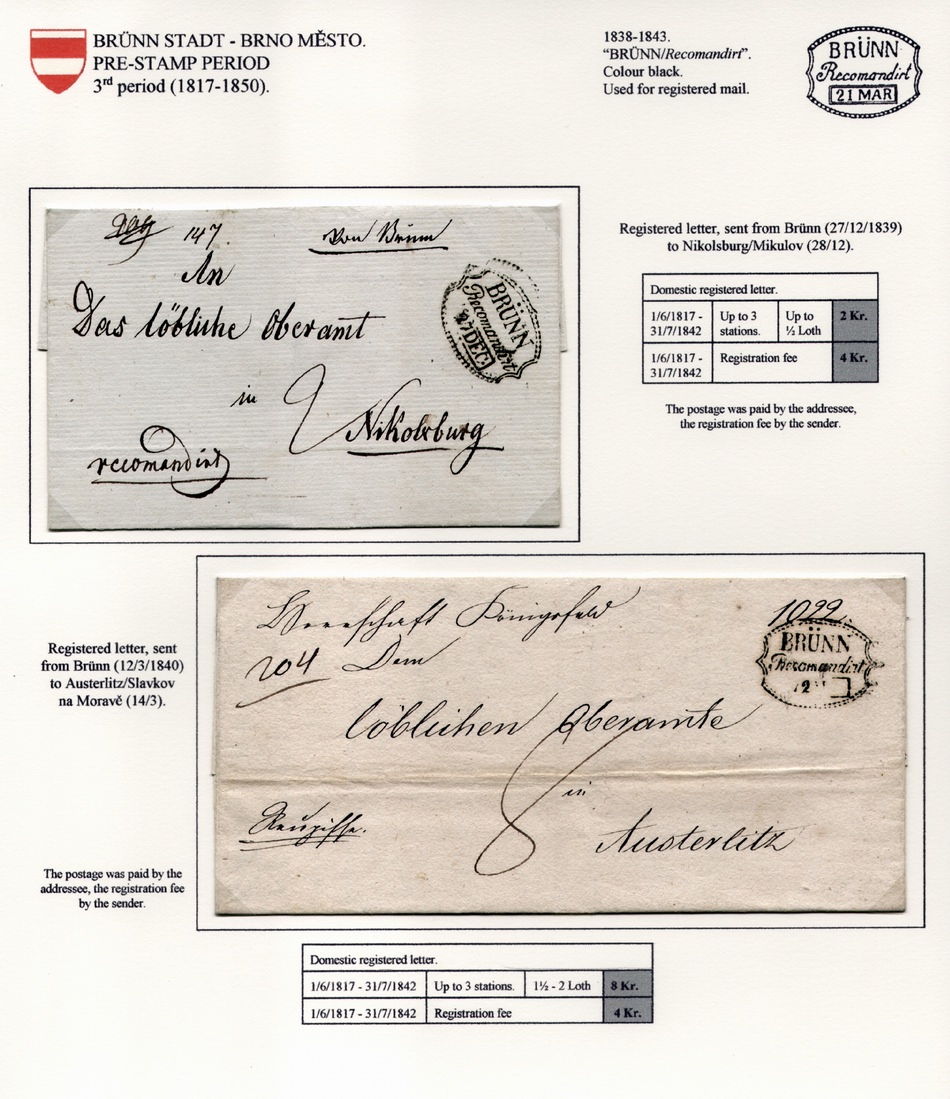 BRÜNN STADT - BRNO MĚSTO.
PRE-STAMP PERIOD
3rd period (1817-1850).
1838-1843.
“BRÜNN/Recomandirt”.
Colour black.
Used for registered mail.
BRÜNN
Recomandirt
21 MAR
147.
Von Brünn
An
Das löbliche Oberamt
in
2
Nikolsburg
recomandirt
BRÜNN
Recomandirt
27 DEC:
Registered letter, sent from Brünn (27/12/1839)
to Nikolsburg/Mikulov (28/12).
Domestic registered letter.
1/6/1817 - 31/7/1842 Up to 3 stations. Up to ½ Loth 2 Kr.
1/6/1817 - 31/7/1842 Registration fee 4 Kr.
The postage was paid by the addressee,
the registration fee by the sender.
Registered letter, sent
from Brünn (12/3/1840)
to Austerlitz/Slavkov
na Moravě (14/3).
The postage was paid by the
addressee, the registration fee
by the sender.
Herrschaft Königsfeld
1099.
204 Dem
BRÜNN
Recomandirt
12
löblichen Oberamte
8
in
Austerlitz
Domestic registered letter.
1/6/1817 - 31/7/1842 Up to 3 stations. 1½ - 2 Loth 8 Kr.
1/6/1817 - 31/7/1842 Registration fee 4 Kr.